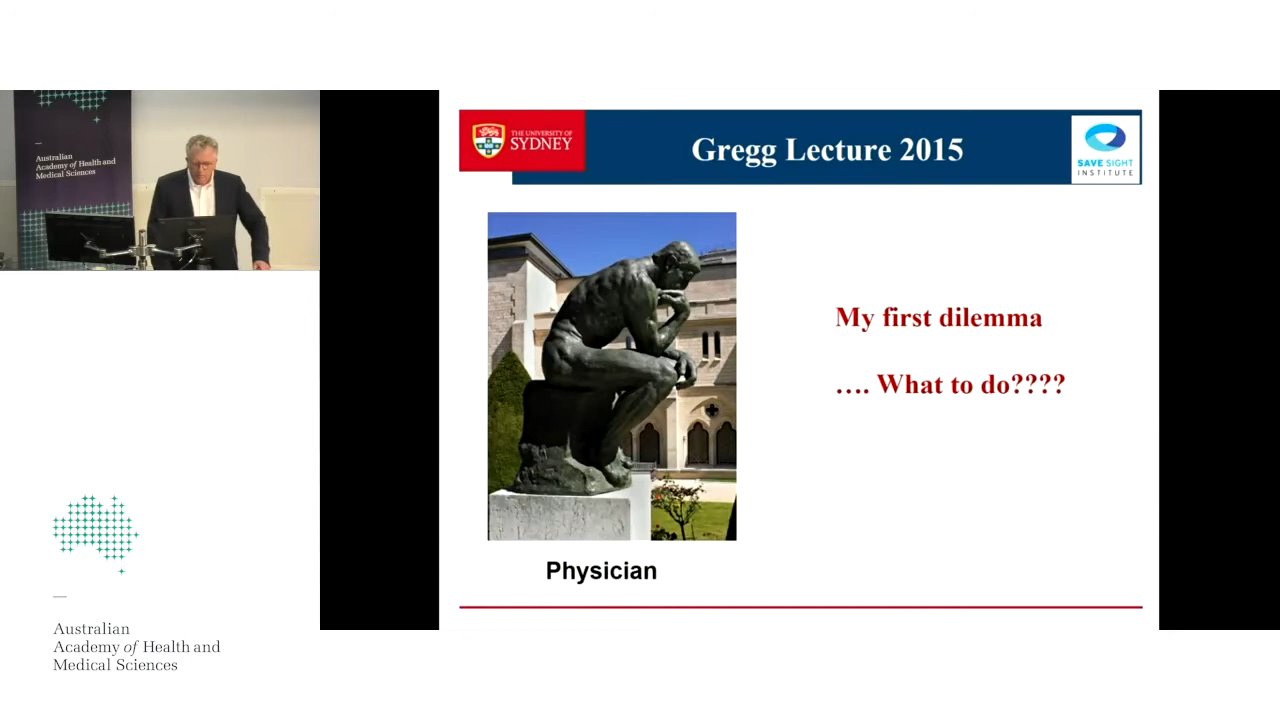 Australian
Academy of Health and
Medical Sciences
THE UNIVERSITY OF
SYDNEY
Gregg Lecture 2015
SAVE SIGHT
INSTITUTE
My first dilemma
…. What to do????
Physician
Australian
Academy of Health and
Medical Sciences